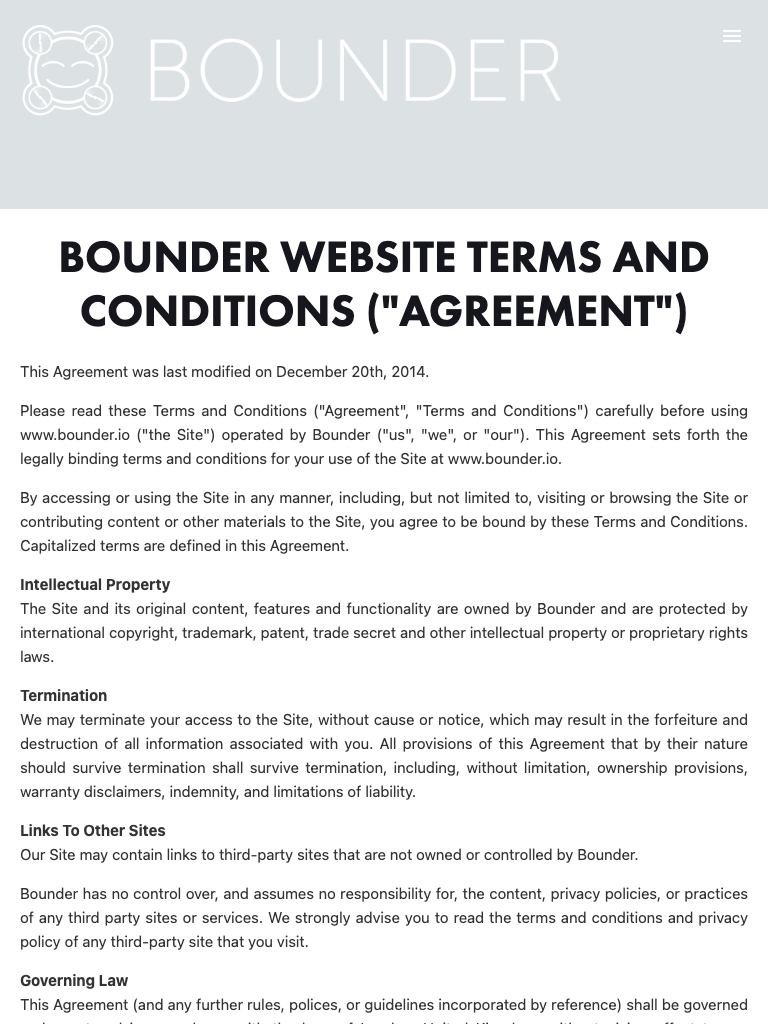 BOUNDER
BOUNDER WEBSITE TERMS AND
CONDITIONS ("AGREEMENT")
This Agreement was last modified on December 20th, 2014.
Please read these Terms and Conditions ("Agreement", "Terms and Conditions") carefully before using
www.bounder.io ("the Site") operated by Bounder ("us", "we", or "our"). This Agreement sets forth the
legally binding terms and conditions for your use of the Site at www.bounder.io.
By accessing or using the Site in any manner, including, but not limited to, visiting or browsing the Site or
contributing content or other materials to the Site, you agree to be bound by these Terms and Conditions.
Capitalized terms are defined in this Agreement.
Intellectual Property
The Site and its original content, features and functionality are owned by Bounder and are protected by
international copyright, trademark, patent, trade secret and other intellectual property or proprietary rights
laws.
Termination
We may terminate your access to the Site, without cause or notice, which may result in the forfeiture and
destruction of all information associated with you. All provisions of this Agreement that by their nature
should survive termination shall survive termination, including, without limitation, ownership provisions,
warranty disclaimers, indemnity, and limitations of liability.
Links To Other Sites
Our Site may contain links to third-party sites that are not owned or controlled by Bounder.
Bounder has no control over, and assumes no responsibility for, the content, privacy policies, or practices
of any third party sites or services. We strongly advise you to read the terms and conditions and privacy
policy of any third-party site that you visit.
Governing Law
This Agreement (and any further rules, polices, or guidelines incorporated by reference) shall be governed